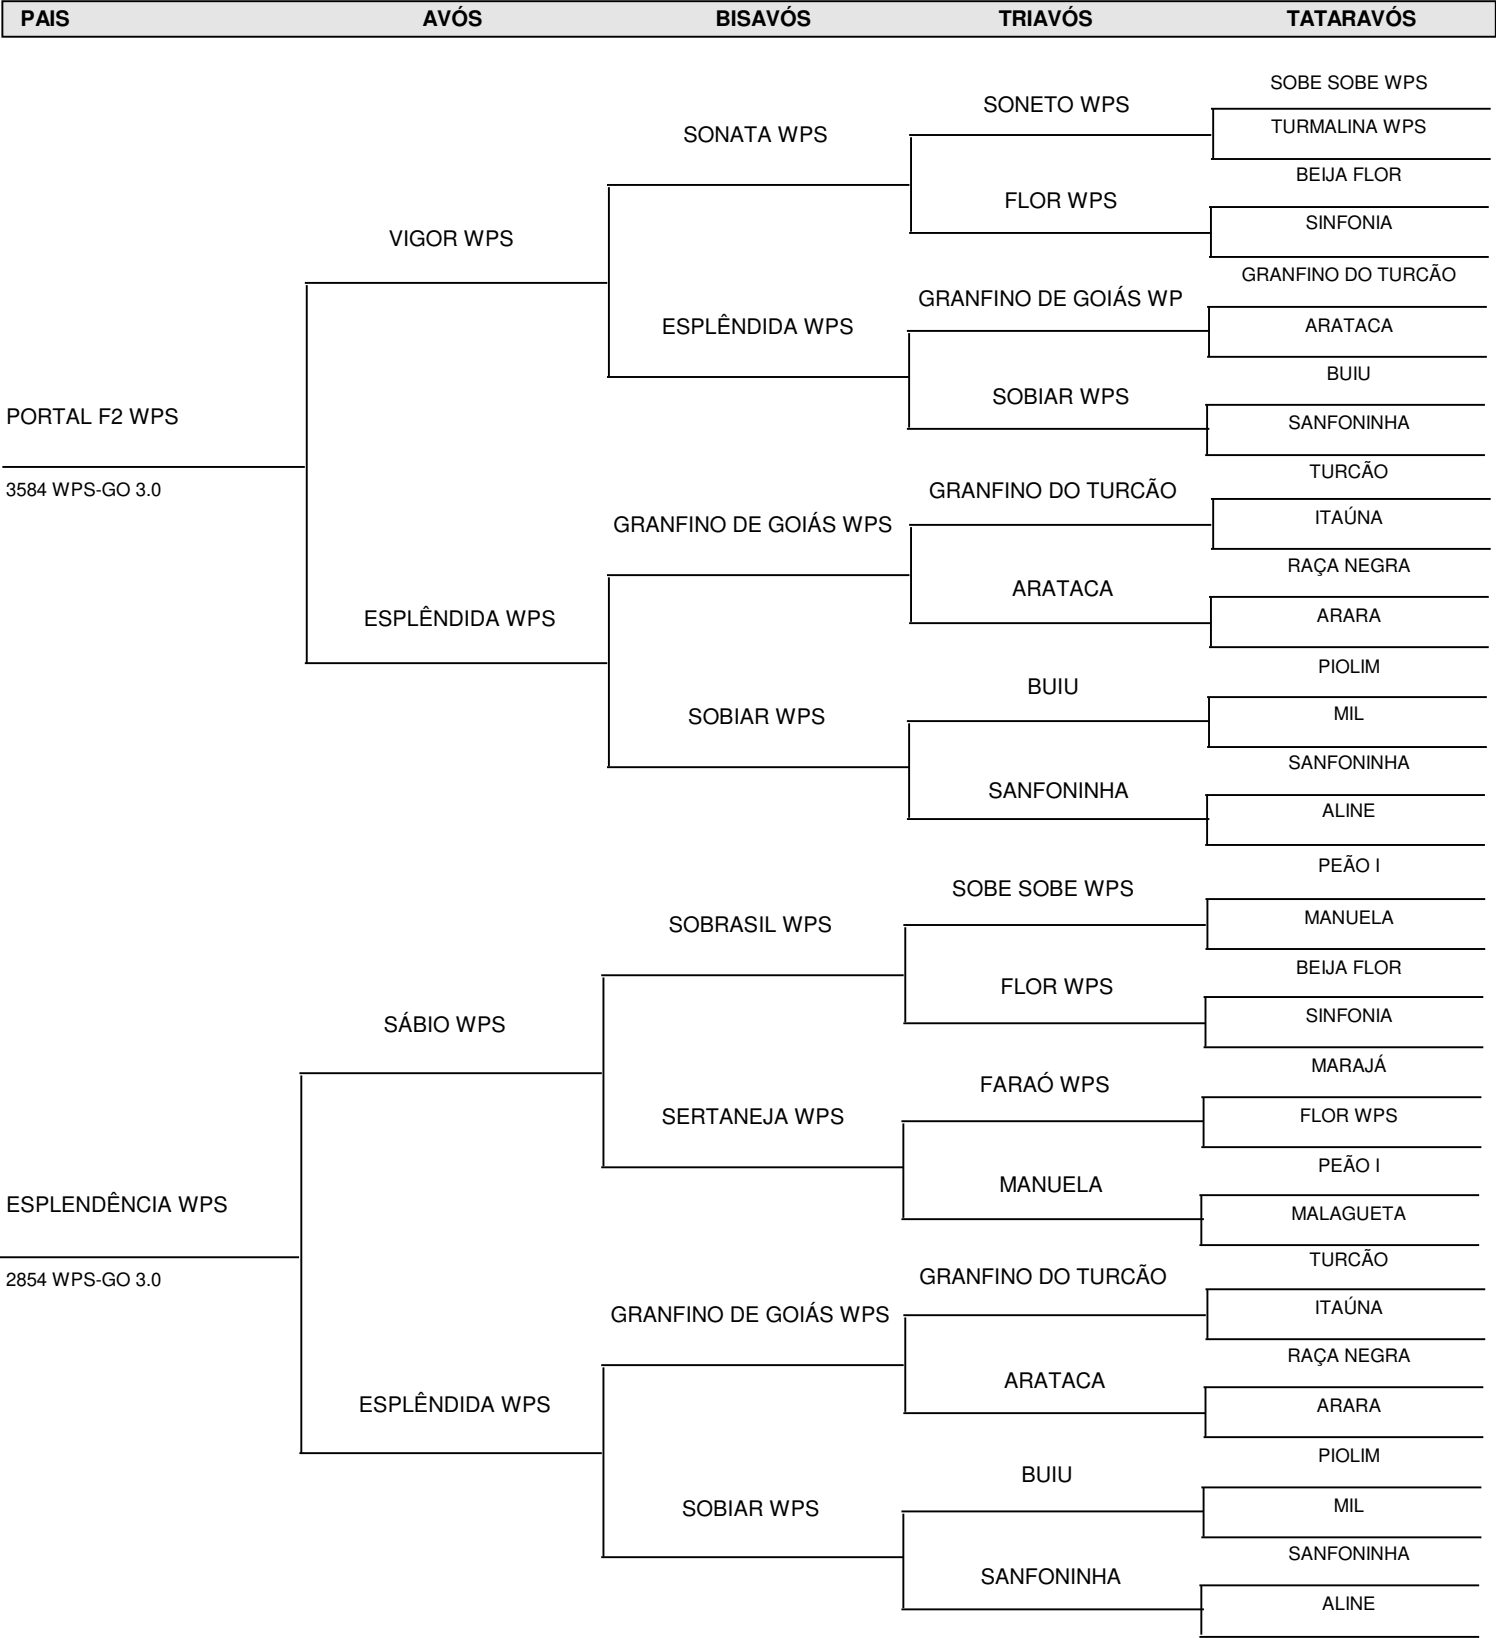 PAIS AVÓS BISAVÓS TRIAVÓS TATARAVÓS
SOBE SOBE WPS
SONETO WPS
TURMALINA WPS
SONATA WPS
BEIJA FLOR
FLOR WPS
SINFONIA
VIGOR WPS
GRANFINO DO TURCÃO
GRANFINO DE GOIÁS WP
ESPLÊNDIDA WPS
ARATACA
BUIU
SOBIAR WPS
PORTAL F2 WPS
SANFONINHA
TURCÃO
3584 WPS-GO 3.0
GRANFINO DO TURCÃO
ITAÚNA
GRANFINO DE GOIÁS WPS
RAÇA NEGRA
ARATACA
ARARA
ESPLÊNDIDA WPS
PIOLIM
BUIU
MIL
SOBIAR WPS
SANFONINHA
SANFONINHA
ALINE
PEÃO I
SOBE SOBE WPS
MANUELA
SOBRASIL WPS
BEIJA FLOR
FLOR WPS
SINFONIA
SÁBIO WPS
MARAJÁ
FARAÓ WPS
FLOR WPS
SERTANEJA WPS
PEÃO I
MANUELA
ESPLENDÊNCIA WPS
MALAGUETA
TURCÃO
2854 WPS-GO 3.0
GRANFINO DO TURCÃO
ITAÚNA
GRANFINO DE GOIÁS WPS
RAÇA NEGRA
ARATACA
ESPLÊNDIDA WPS
ARARA
PIOLIM
BUIU
MIL
SOBIAR WPS
SANFONINHA
SANFONINHA
ALINE